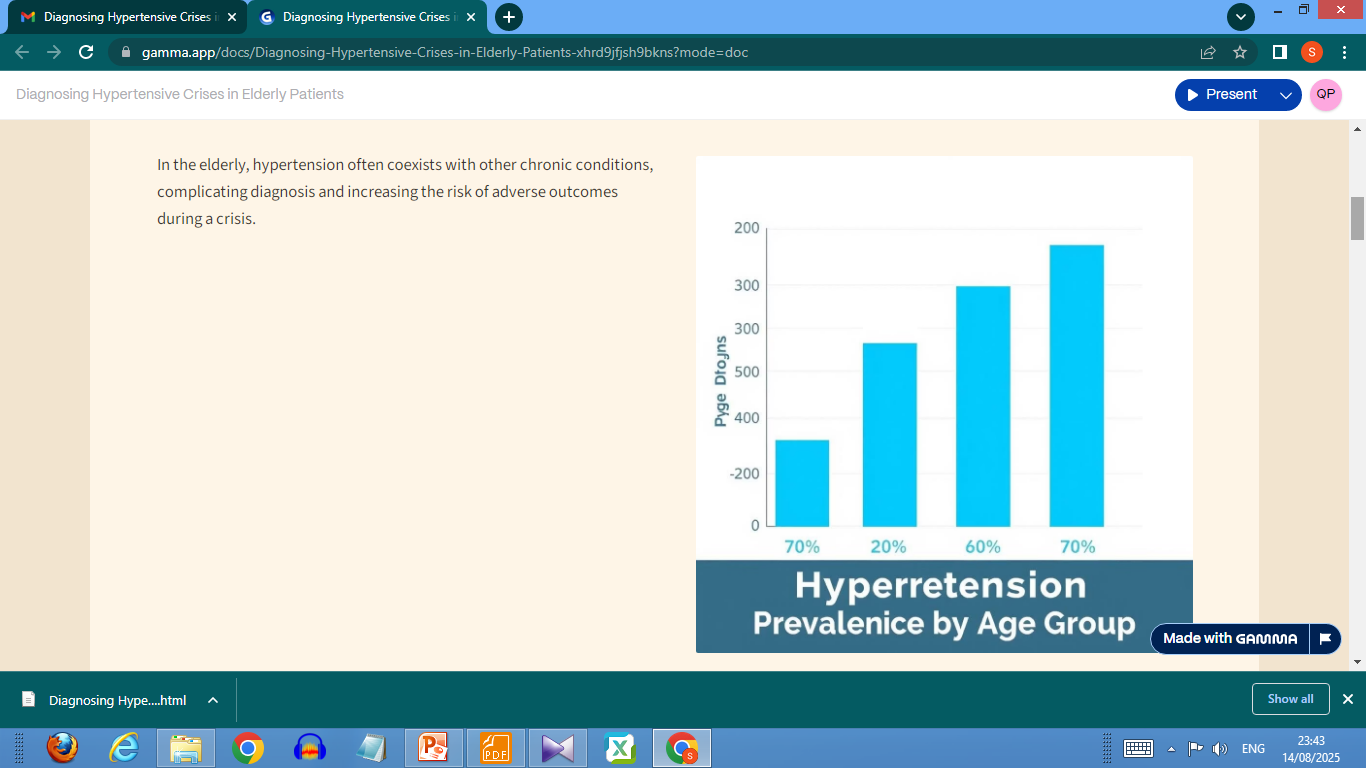 Diagnosing Hypertensive Crises i
Diagnosing Hypertensive Crises i
gamma.app/docs/Diagnosing-Hypertensive-Crises-in-Elderly-Patients-xhrd9jfjsh9bkns?mode=doc
S
Diagnosing Hypertensive Crises in Elderly Patients
Present
QP
In the elderly, hypertension often coexists with other chronic conditions,
complicating diagnosis and increasing the risk of adverse outcomes
during a crisis.
200
300
300
500
400
-200
0
Pyge
70% 20% 60% 70%
Hyperretension
Prevalenice by Age Group
Made with GAMMA
Diagnosing Hype....html
Show all
PDF
ENG
23:43
14/08/2025